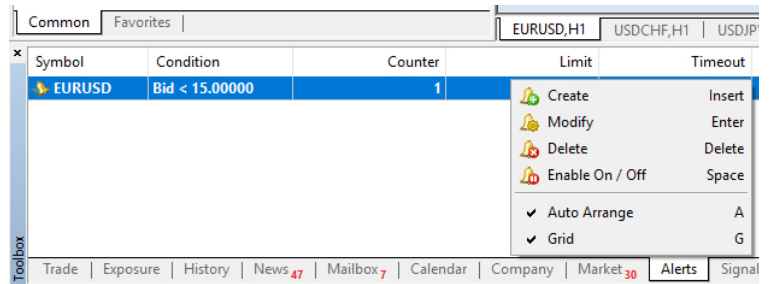 Common Favorites
EURUSD,H1 USDCHF,H1 USDJP
Symbol Condition Counter Limit Timeout
EURUSD Bid < 15.00000 1
Create Insert
Modify Enter
Delete Delete
Enable On / Off Space
Auto Arrange A
Grid G
Toolbox
Trade Exposure History News 47 Mailbox 7 Calendar Company Market 30 Alerts Signal